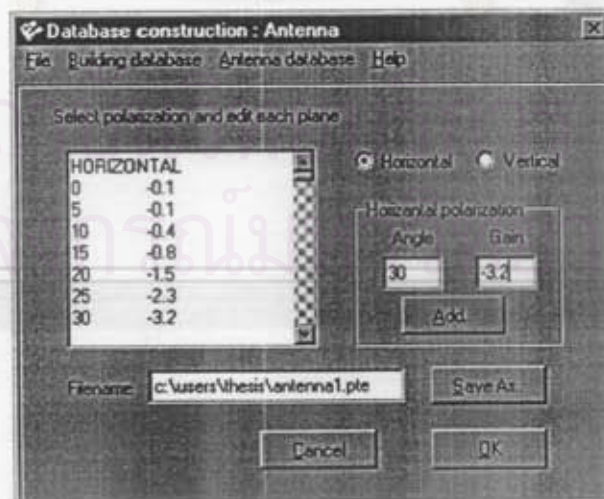 Database construction : Antenna
File Building database Antenna database Help
Select polarization and edit each plane
HORIZONTAL
0 -0.1
5 -0.1
10 -0.4
15 -0.8
20 -1.5
25 -2.3
30 -3.2
Horizontal Vertical
Horizantal polarization
Angle Gain
30 -3.2
Add
Filename c:\users\thesis\antenna1.pte Save As..
Cancel OK